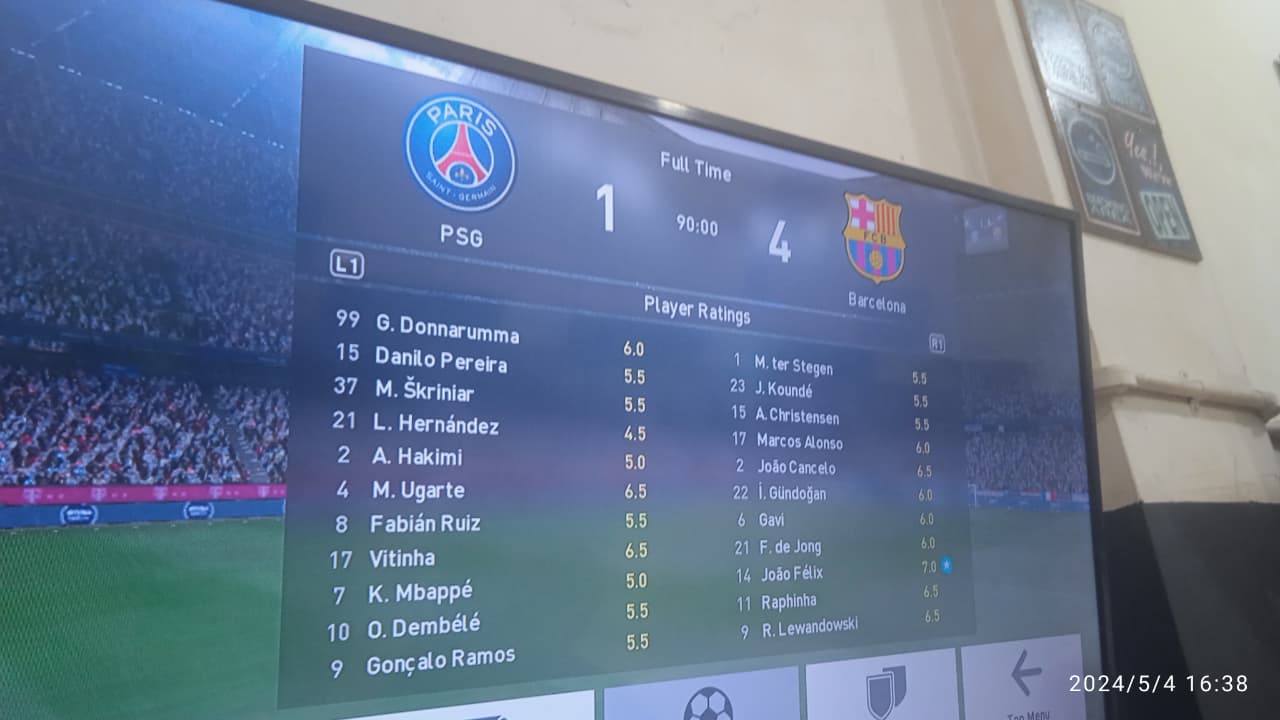 PARIS
SAINT-GERMAIN
PSG
1
Full Time
90:00
4
FCB
Barcelona
L1
Player Ratings
R1
99 G. Donnarumma 6.0
15 Danilo Pereira 5.5
37 M. Škriniar 5.5
21 L. Hernández 4.5
2 A. Hakimi 5.0
4 M. Ugarte 6.5
8 Fabián Ruiz 5.5
17 Vitinha 6.5
7 K. Mbappé 5.0
10 O. Dembélé 5.5
9 Gonçalo Ramos 5.5
1 M. ter Stegen 5.5
23 J. Koundé 5.5
15 A. Christensen 5.5
17 Marcos Alonso 6.0
2 João Cancelo 6.5
22 İ. Gündoğan 6.0
6 Gavi 6.0
21 F. de Jong 6.0
14 João Félix 7.0
11 Raphinha 6.5
9 R. Lewandowski 6.5
Top Menu
Yes!
We're
OPEN
2024/5/4 16:38